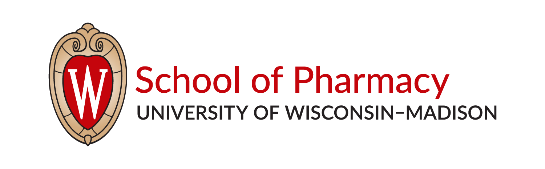 W
School of Pharmacy
UNIVERSITY OF WISCONSIN–MADISON